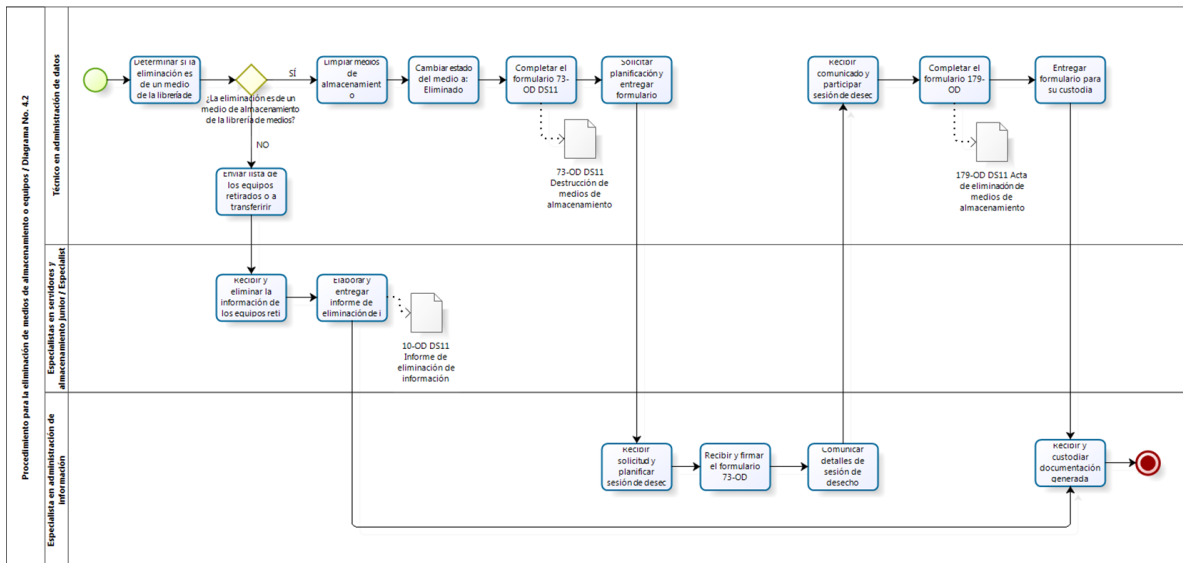 Procedimiento para la eliminación de medios de almacenamiento o equipos / Diagrama No. 4.2
Técnico en administración de datos
Determinar si la
eliminación es
de un medio
de la librería de
¿La eliminación es de un
medio de almacenamiento
de la librería de medios?
SÍ
NO
Limpiar medios
de
almacenamient
o
Cambiar estado
del medio a:
Eliminado
Completar el
formulario 73-
OD DS11
73-OD DS11
Destrucción de
medios de
almacenamiento
Solicitar
planificación y
entregar
formulario
Recibir
comunicado y
participar
sesión de desec
Completar el
formulario 179-
OD
179-OD DS11 Acta
de eliminación de
medios de
almacenamiento
Entregar
formulario para
su custodia
Enviar lista de
los equipos
retirados o a
transferirir
Especialistas en servidores y
almacenamiento junior / Especialist
Recibir y
eliminar la
información de
los equipos reti
Elaborar y
entregar
informe de
eliminación de i
10-OD DS11
Informe de
eliminación de
información
Especialista en administración de
información
Recibir
solicitud y
planificar
sesión de desec
Recibir y firmar
el formulario
73-OD
Comunicar
detalles de
sesión de
desecho
Recibir y
custodiar
documentación
generada